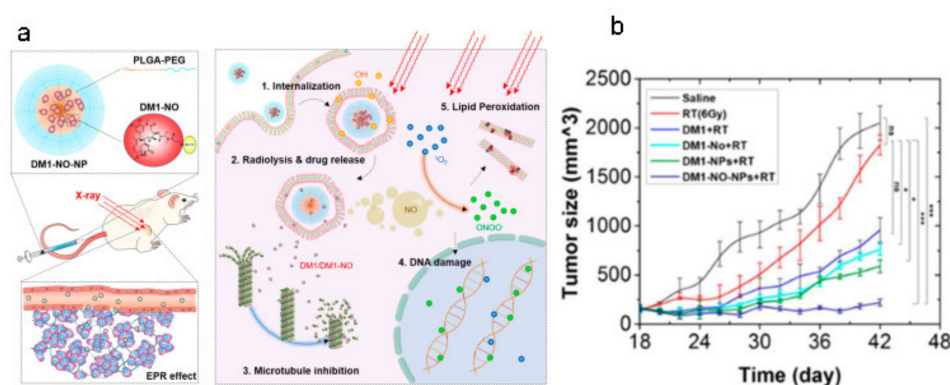 a
PLGA-PEG
DM1-NO
DM1-NO-NP
X-ray
EPR effect
·OH
1. Internalization
5. Lipid Peroxidation
2. Radiolysis & drug release
NO
ONOO⁻
DM1/DM1-NO
4. DNA damage
3. Microtubule inhibition
b
Tumor size (mm^3)
2500
2000
1500
1000
500
0
18
24
30
36
42
48
Time (day)
Saline
RT(6Gy)
DM1+RT
DM1-No+RT
DM1-NPs+RT
DM1-NO-NPs+RT
ns
ns
*
***
***